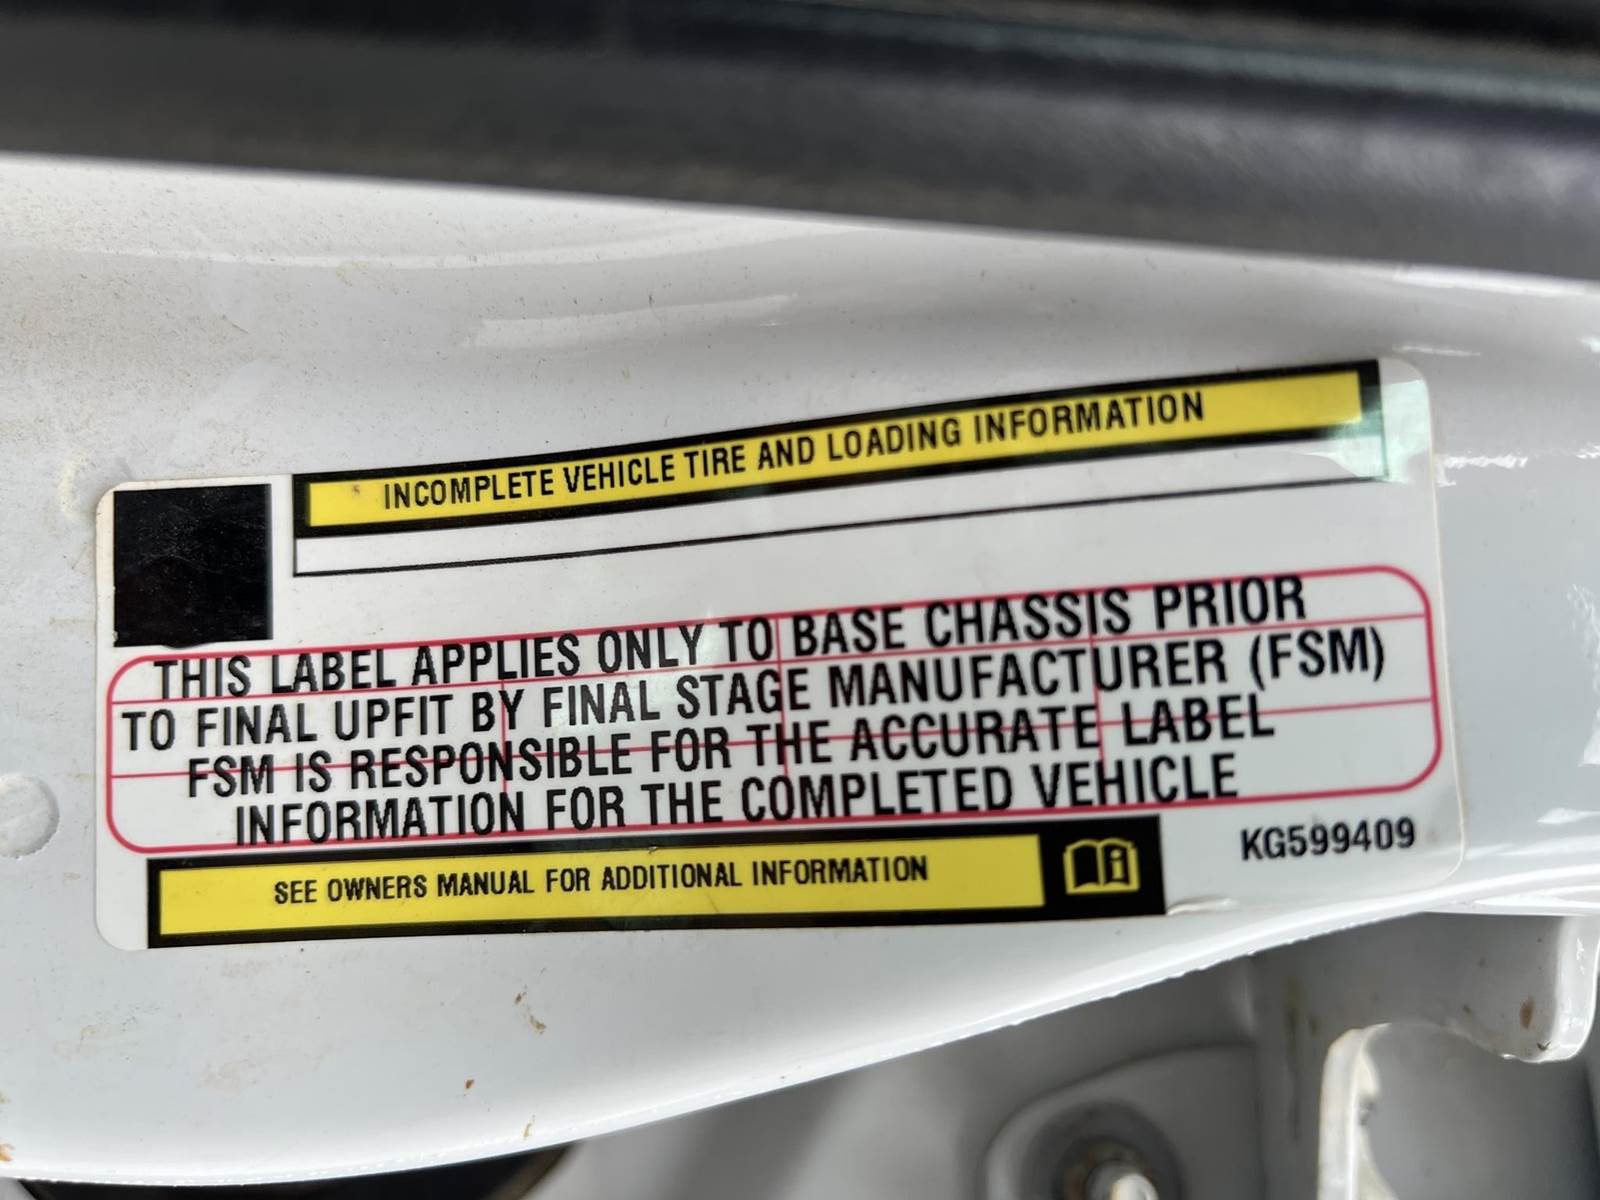 INCOMPLETE VEHICLE TIRE AND LOADING INFORMATION
THIS LABEL APPLIES ONLY TO BASE CHASSIS PRIOR
TO FINAL UPFIT BY FINAL STAGE MANUFACTURER (FSM)
FSM IS RESPONSIBLE FOR THE ACCURATE LABEL
INFORMATION FOR THE COMPLETED VEHICLE
KG599409
SEE OWNERS MANUAL FOR ADDITIONAL INFORMATION